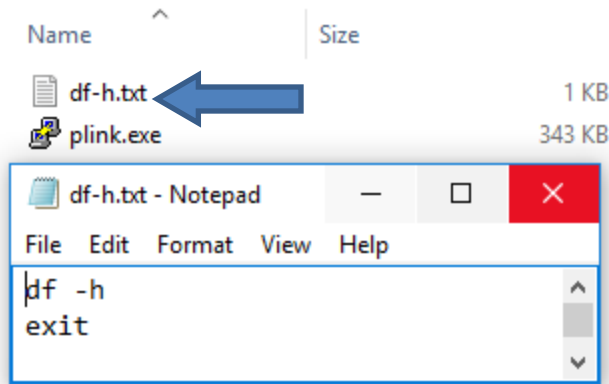 Name Size
df-h.txt 1 KB
plink.exe 343 KB
df-h.txt - Notepad
File Edit Format View Help
df -h
exit